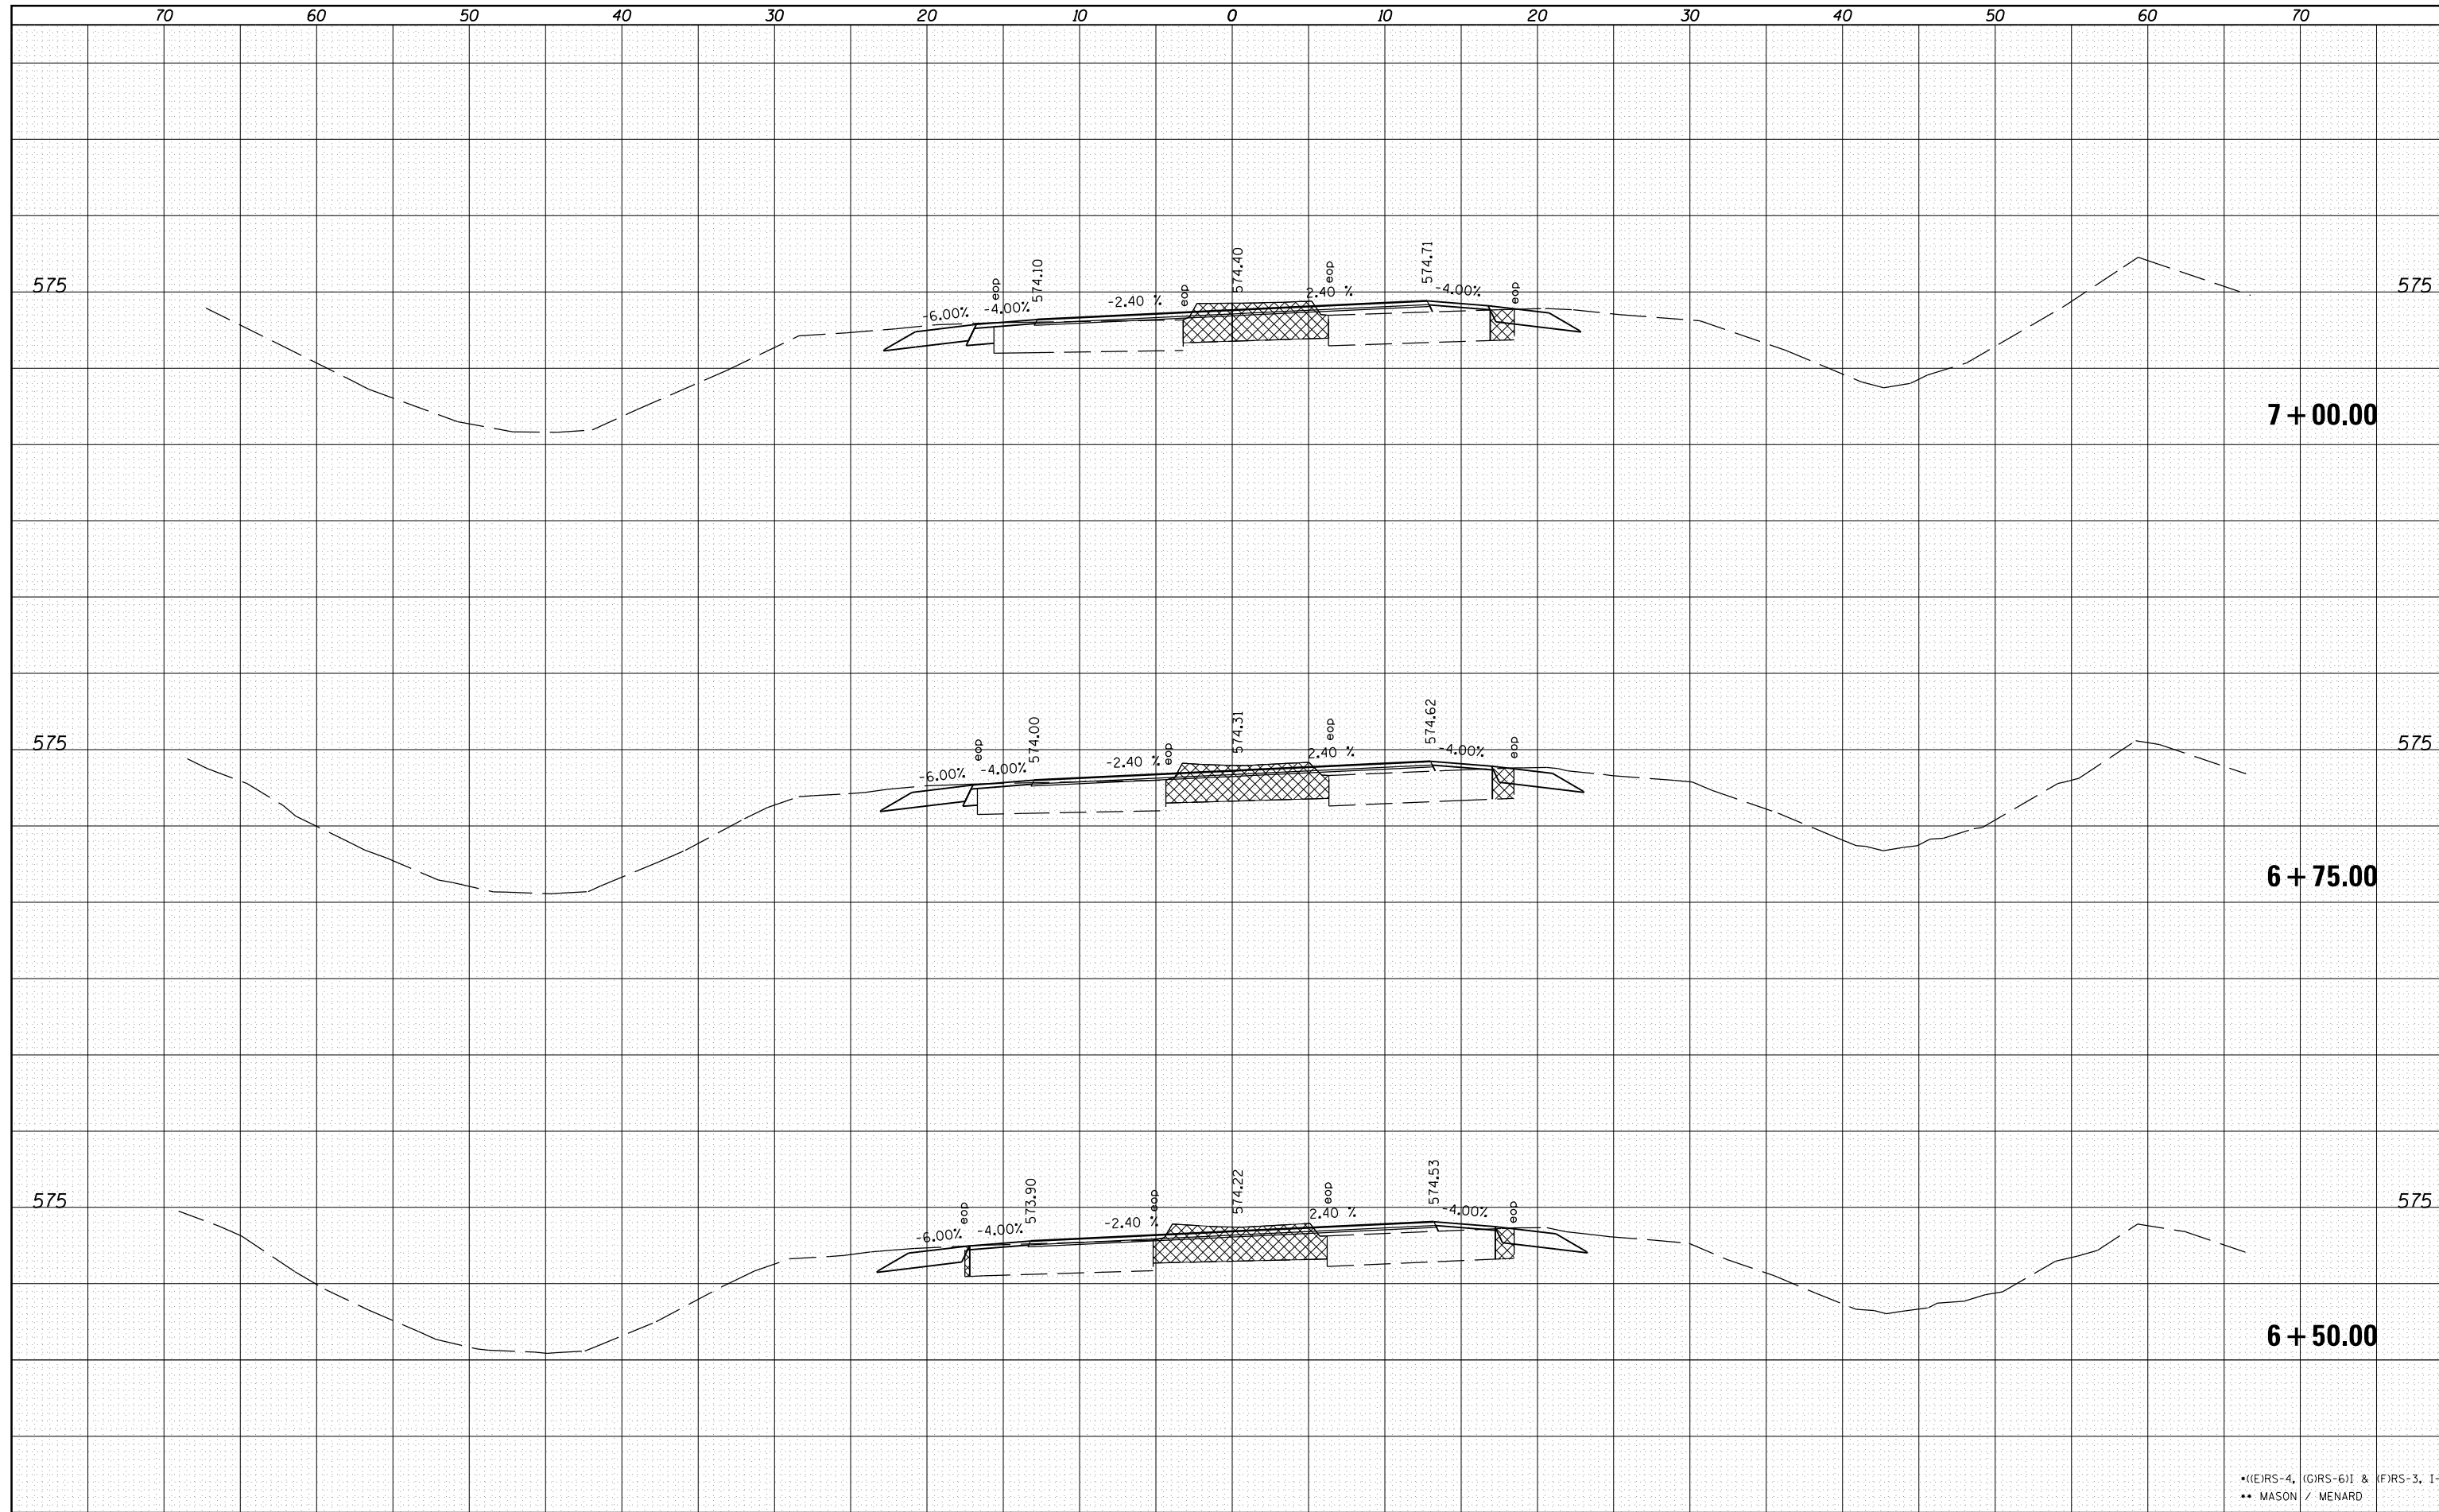 70 60 50 40 30 20 10 0 10 20 30 40 50 60 70
574.40 574.71
574.10 eop
575 eop eop 2.40 % -4.00% eop 575
-6.00% -4.00% -2.40 %
7+00.00
574.31 574.62
574.00 eop
575 eop eop 2.40 % -4.00% eop 575
-6.00% -4.00% -2.40 %
6+75.00
574.22 574.53
573.90 eop
575 eop eop 2.40 % -4.00% eop 575
-6.00% -4.00% -2.40 %
6+50.00
•((E)RS-4, (G)RS-6)I & (F)RS-3, I-
•• MASON / MENARD